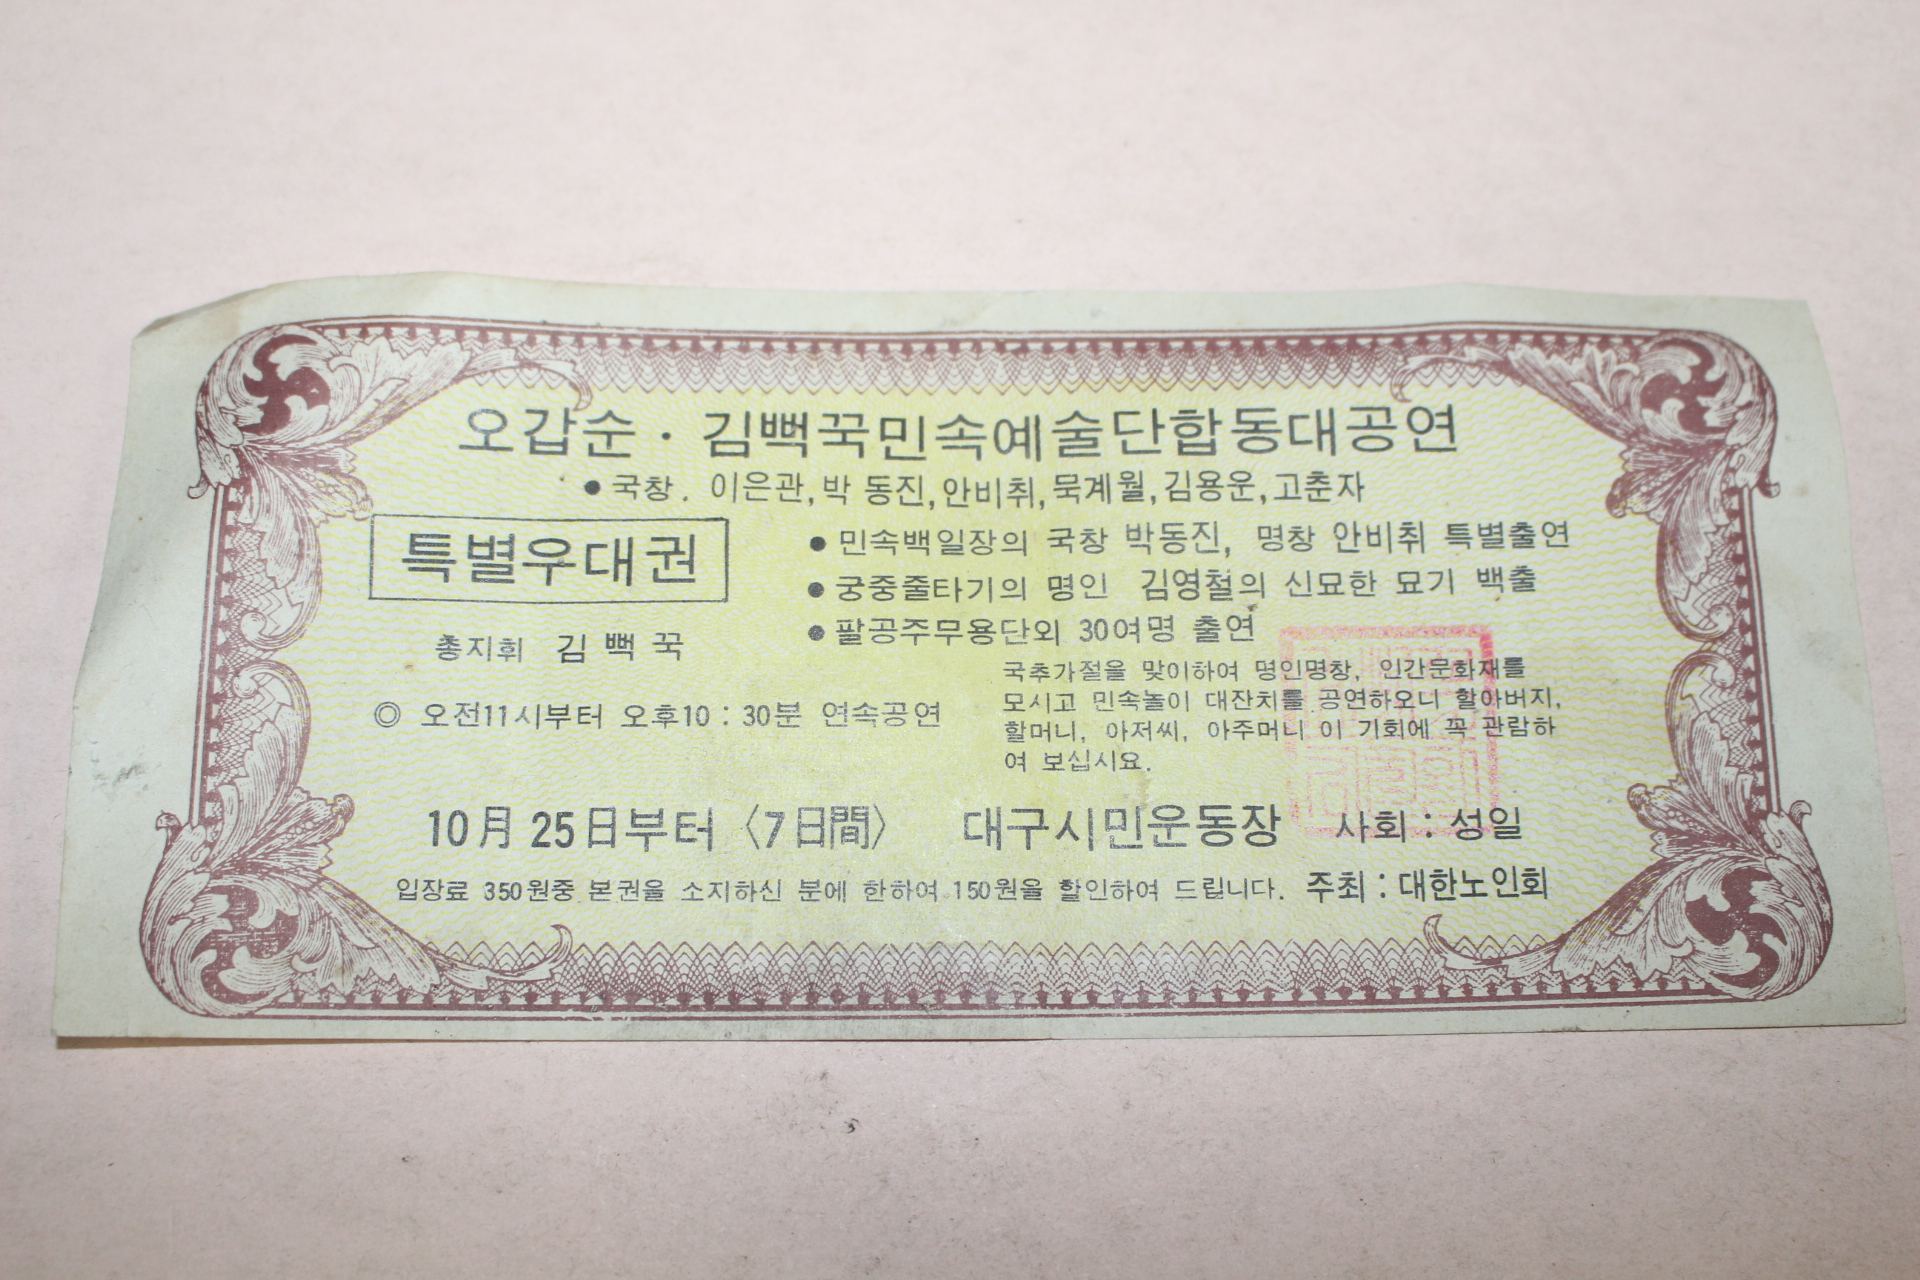 오갑순 · 김뻑꾹민속예술단합동대공연
● 국창. 이은관, 박 동진, 안비취, 묵계월, 김용운, 고춘자
특별우대권
● 민속백일장의 국창 박동진, 명창 안비취 특별출연
● 궁중줄타기의 명인 김영철의 신묘한 묘기 백출
● 팔공주무용단외 30여명 출연
총지휘 김 뻑 꾹
국추가절을 맞이하여 명인명창, 인간문화재를
모시고 민속놀이 대잔치를 공연하오니 할아버지,
할머니, 아저씨, 아주머니 이 기회에 꼭 관람하
여 보십시요.
◎ 오전11시부터 오후10 : 30분 연속공연
10月 25日부터 〈7日間〉 대구시민운동장 사회 : 성일
입장료 350원중 본권을 소지하신 분에 한하여 150원을 할인하여 드립니다. 주최 : 대한노인회